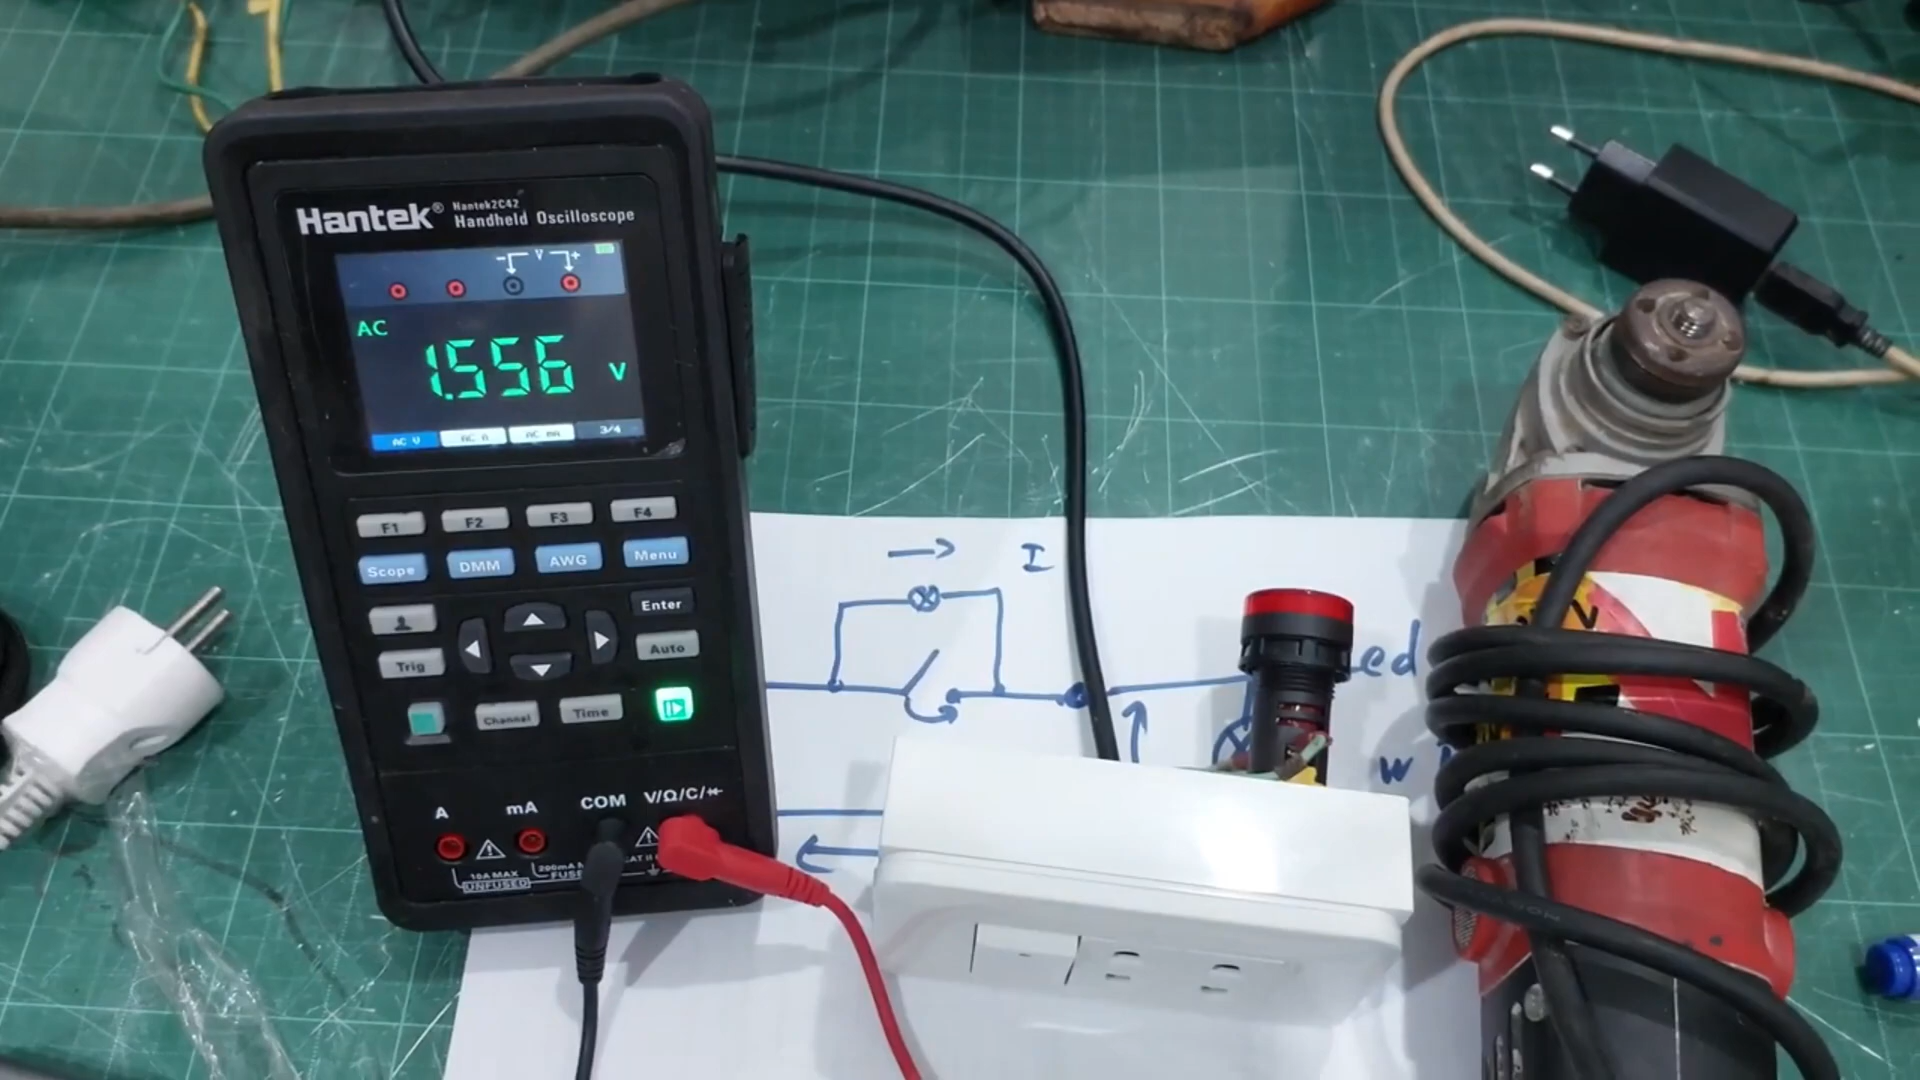 Hantek®
Hantek2C42
Handheld Oscilloscope
- V +
AC
1.556 V
AC V AC A AC mA 3/4
F1 F2 F3 F4
Scope DMM AWG Menu
Enter
Trig Auto
Channel Time
A mA COM V/Ω/C/
10A MAX
UNFUSED
200mA
FUSE
I
ed
w